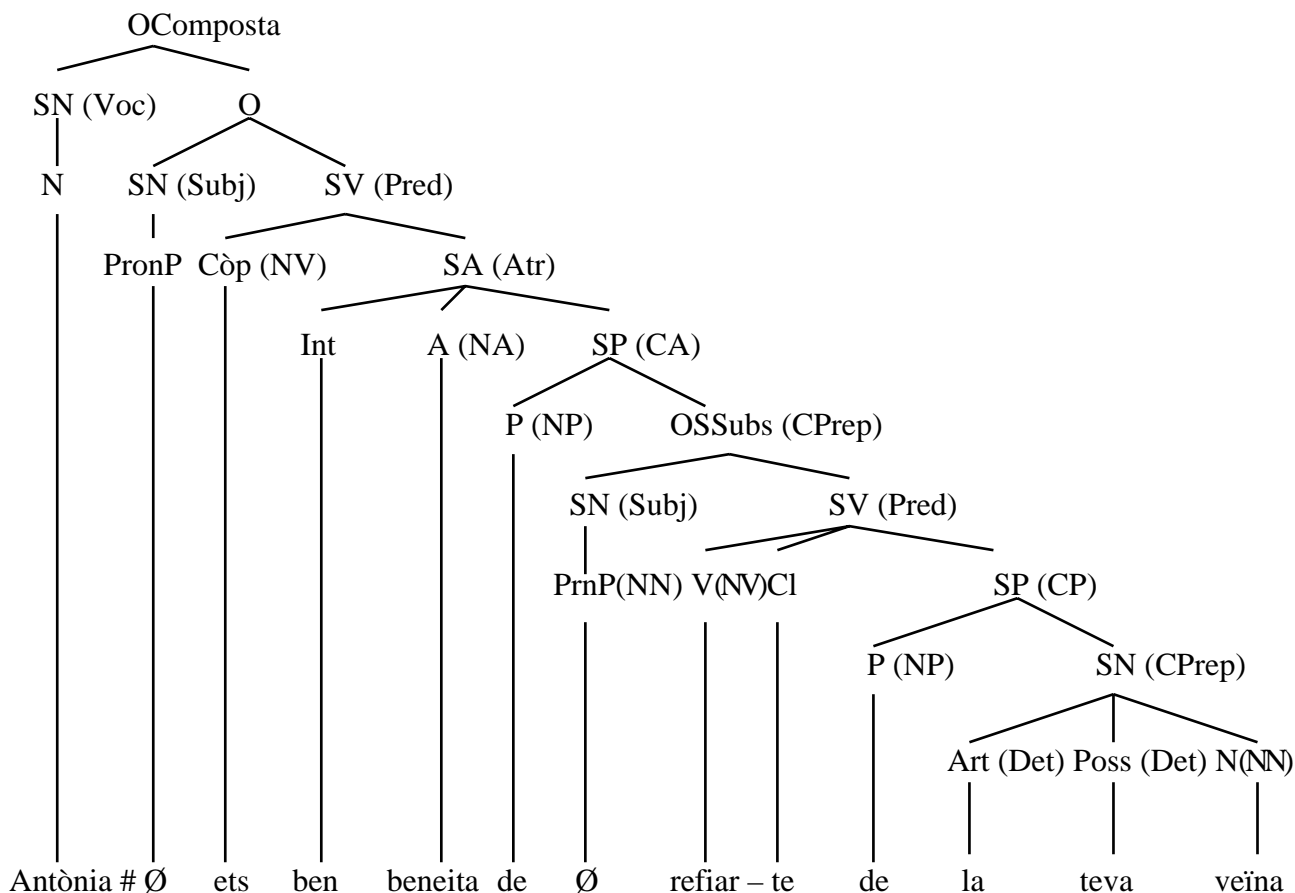 OComposta
SN (Voc) O
N SN (Subj) SV (Pred)
PronP Còp (NV) SA (Atr)
Int A (NA) SP (CA)
P (NP) OSSubs (CPrep)
SN (Subj) SV (Pred)
PrnP(NN) V(NV)Cl SP (CP)
P (NP) SN (CPrep)
Art (Det) Poss (Det) N(NN)
Antònia # Ø ets ben beneita de Ø refiar – te de la teva veïna